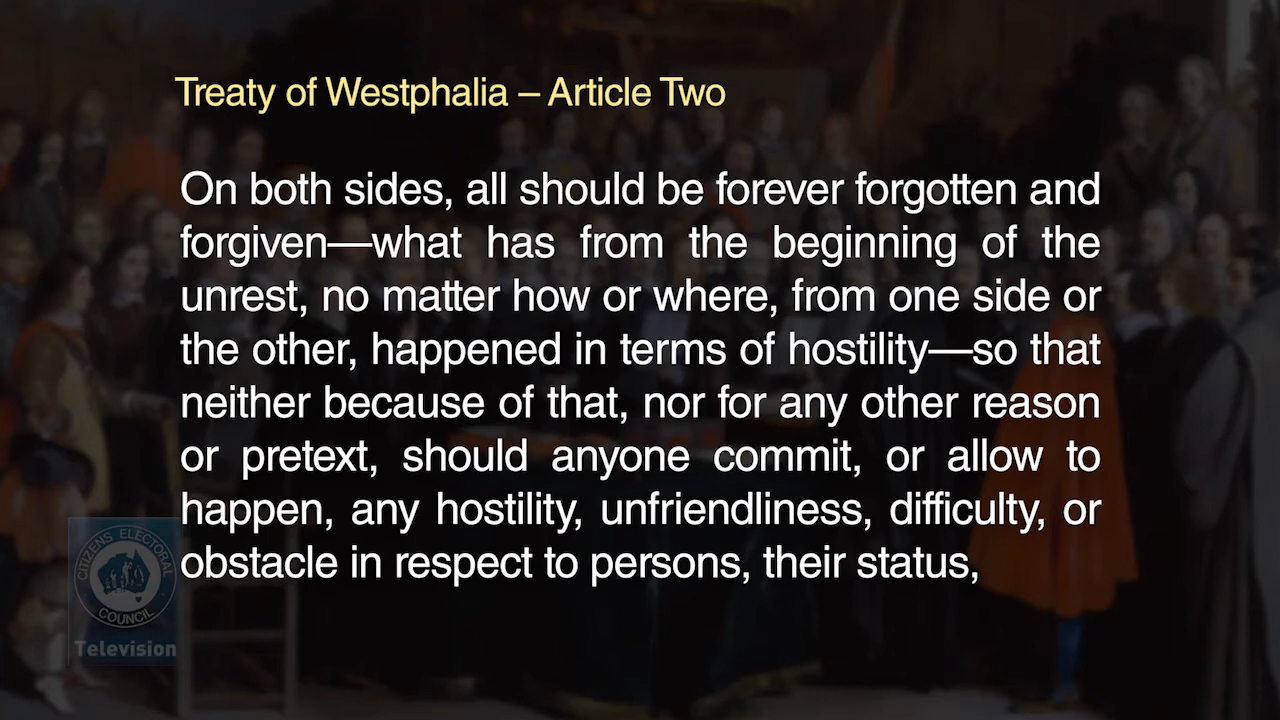 Treaty of Westphalia – Article Two
On both sides, all should be forever forgotten and
forgiven—what has from the beginning of the
unrest, no matter how or where, from one side or
the other, happened in terms of hostility—so that
neither because of that, nor for any other reason
or pretext, should anyone commit, or allow to
happen, any hostility, unfriendliness, difficulty, or
obstacle in respect to persons, their status,
CITIZENS ELECTORAL
COUNCIL
Television